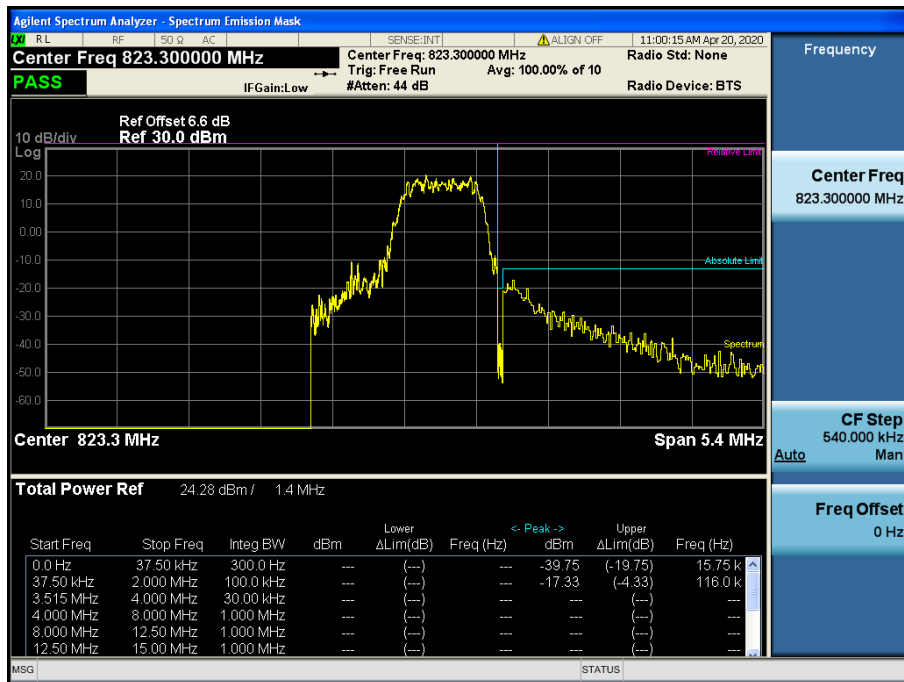 Agilent Spectrum Analyzer - Spectrum Emission Mask
LXI RL RF 50 Ω AC SENSE:INT ALIGN OFF 11:00:15 AM Apr 20, 2020
Center Freq 823.300000 MHz Center Freq: 823.300000 MHz Radio Std: None
Trig: Free Run Avg: 100.00% of 10
PASS IFGain:Low #Atten: 44 dB Radio Device: BTS
Ref Offset 6.6 dB
10 dB/div Ref 30.0 dBm
Log
Relative Limit
20.0
10.0
0.00
Absolute Limit
-10.0
-20.0
-30.0
Spectrum
-40.0
-50.0
-60.0
Center 823.3 MHz Span 5.4 MHz
Total Power Ref 24.28 dBm / 1.4 MHz
Lower <- Peak -> Upper
Start Freq Stop Freq Integ BW dBm ΔLim(dB) Freq (Hz) dBm ΔLim(dB) Freq (Hz)
0.0 Hz 37.50 kHz 300.0 Hz --- (---) --- -39.75 (-19.75) 15.75 k
37.50 kHz 2.000 MHz 100.0 kHz --- (---) --- -17.33 (-4.33) 116.0 k
3.515 MHz 4.000 MHz 30.00 kHz --- (---) --- --- (---) ---
4.000 MHz 8.000 MHz 1.000 MHz --- (---) --- --- (---) ---
8.000 MHz 12.50 MHz 1.000 MHz --- (---) --- --- (---) ---
12.50 MHz 15.00 MHz 1.000 MHz --- (---) --- --- (---) ---
MSG STATUS
Frequency
Center Freq
823.300000 MHz
CF Step
540.000 kHz
Auto Man
Freq Offset
0 Hz